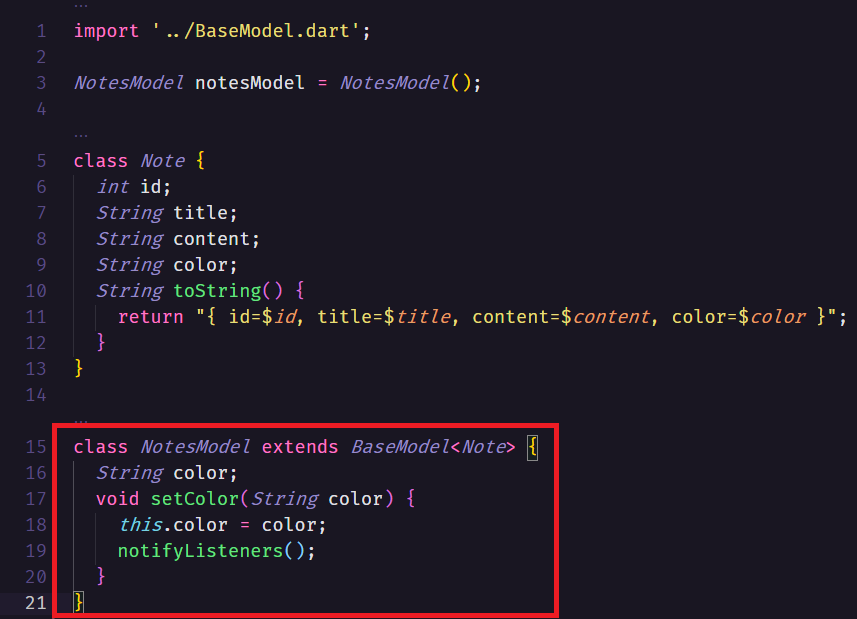 ...
1 import '../BaseModel.dart';
2
3 NotesModel notesModel = NotesModel();
4
...
5 class Note {
6 int id;
7 String title;
8 String content;
9 String color;
10 String toString() {
11 return "{ id=$id, title=$title, content=$content, color=$color }";
12 }
13 }
14
...
15 class NotesModel extends BaseModel<Note> {
16 String color;
17 void setColor(String color) {
18 this.color = color;
19 notifyListeners();
20 }
21 }